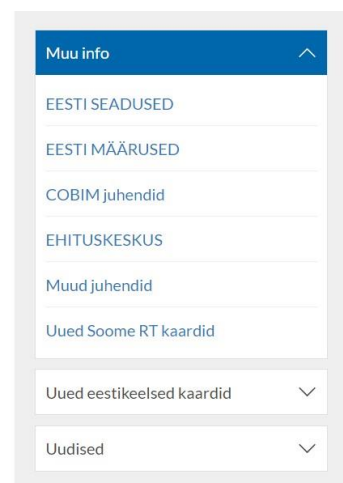 Muu info
EESTI SEADUSED
EESTI MÄÄRUSED
COBIM juhendid
EHITUSKESKUS
Muud juhendid
Uued Soome RT kaardid
Uued eestikeelsed kaardid
Uudised